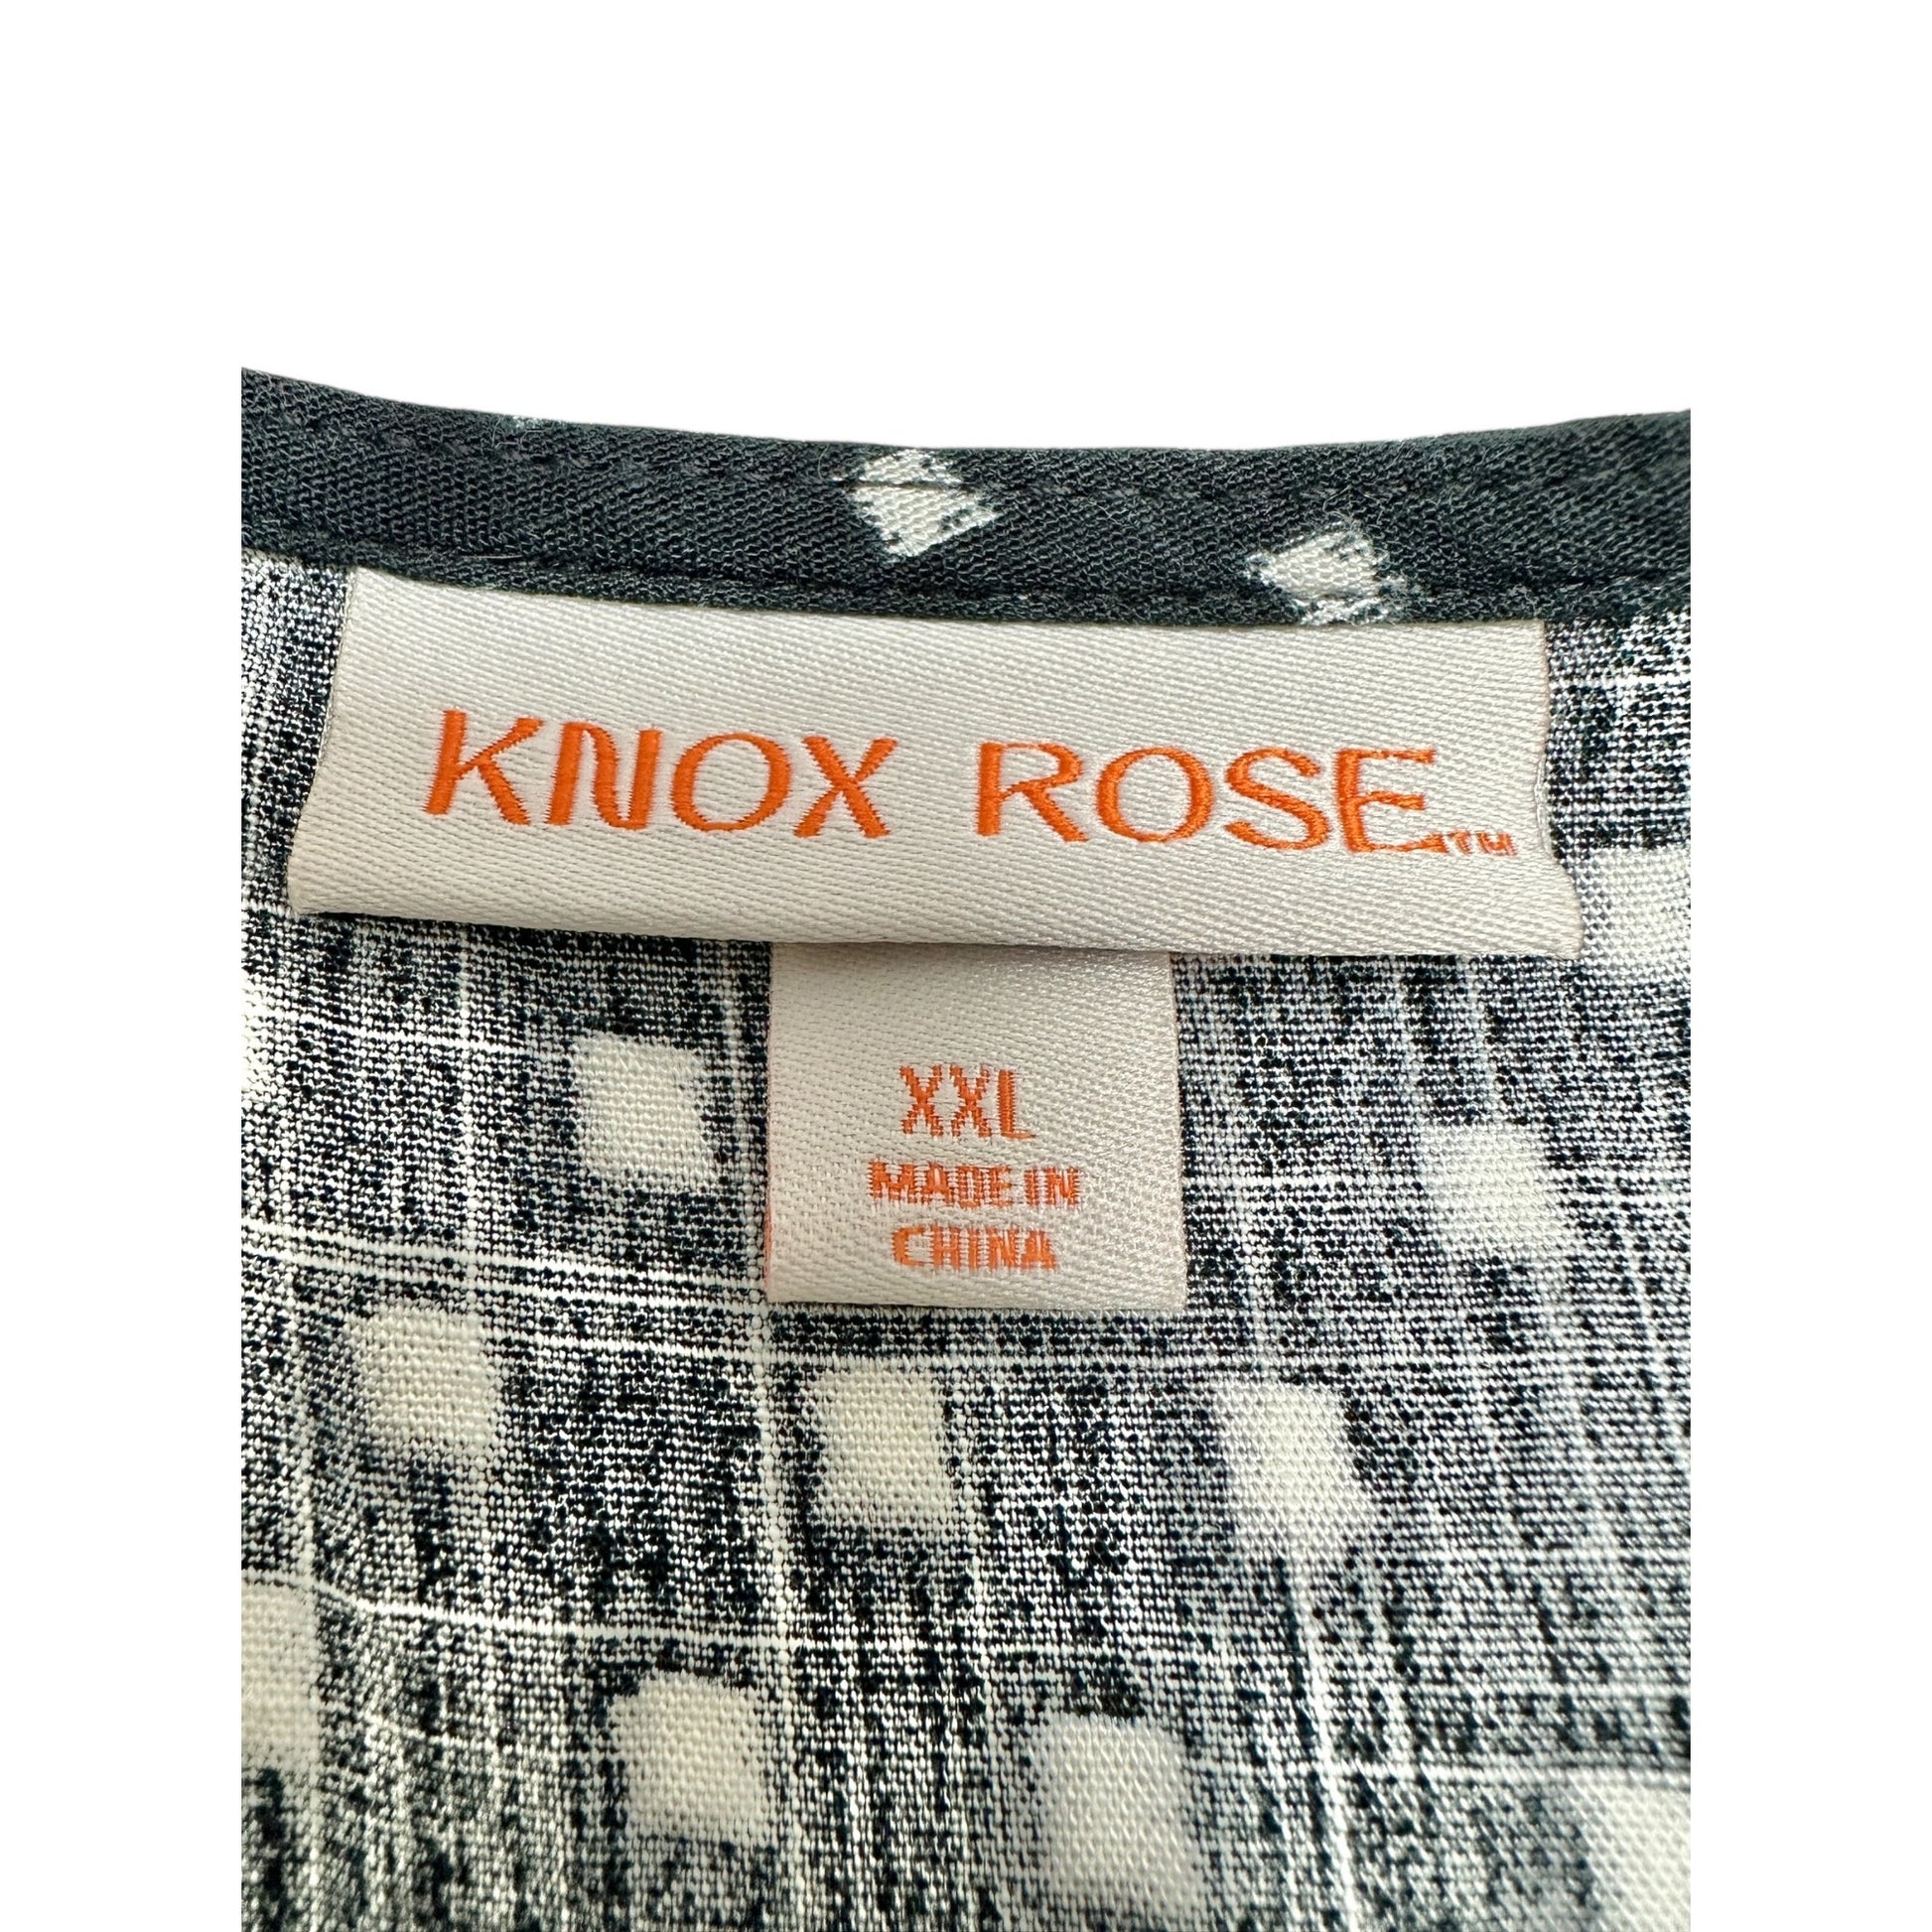 KNOX ROSE™
XXL
MADE IN
CHINA